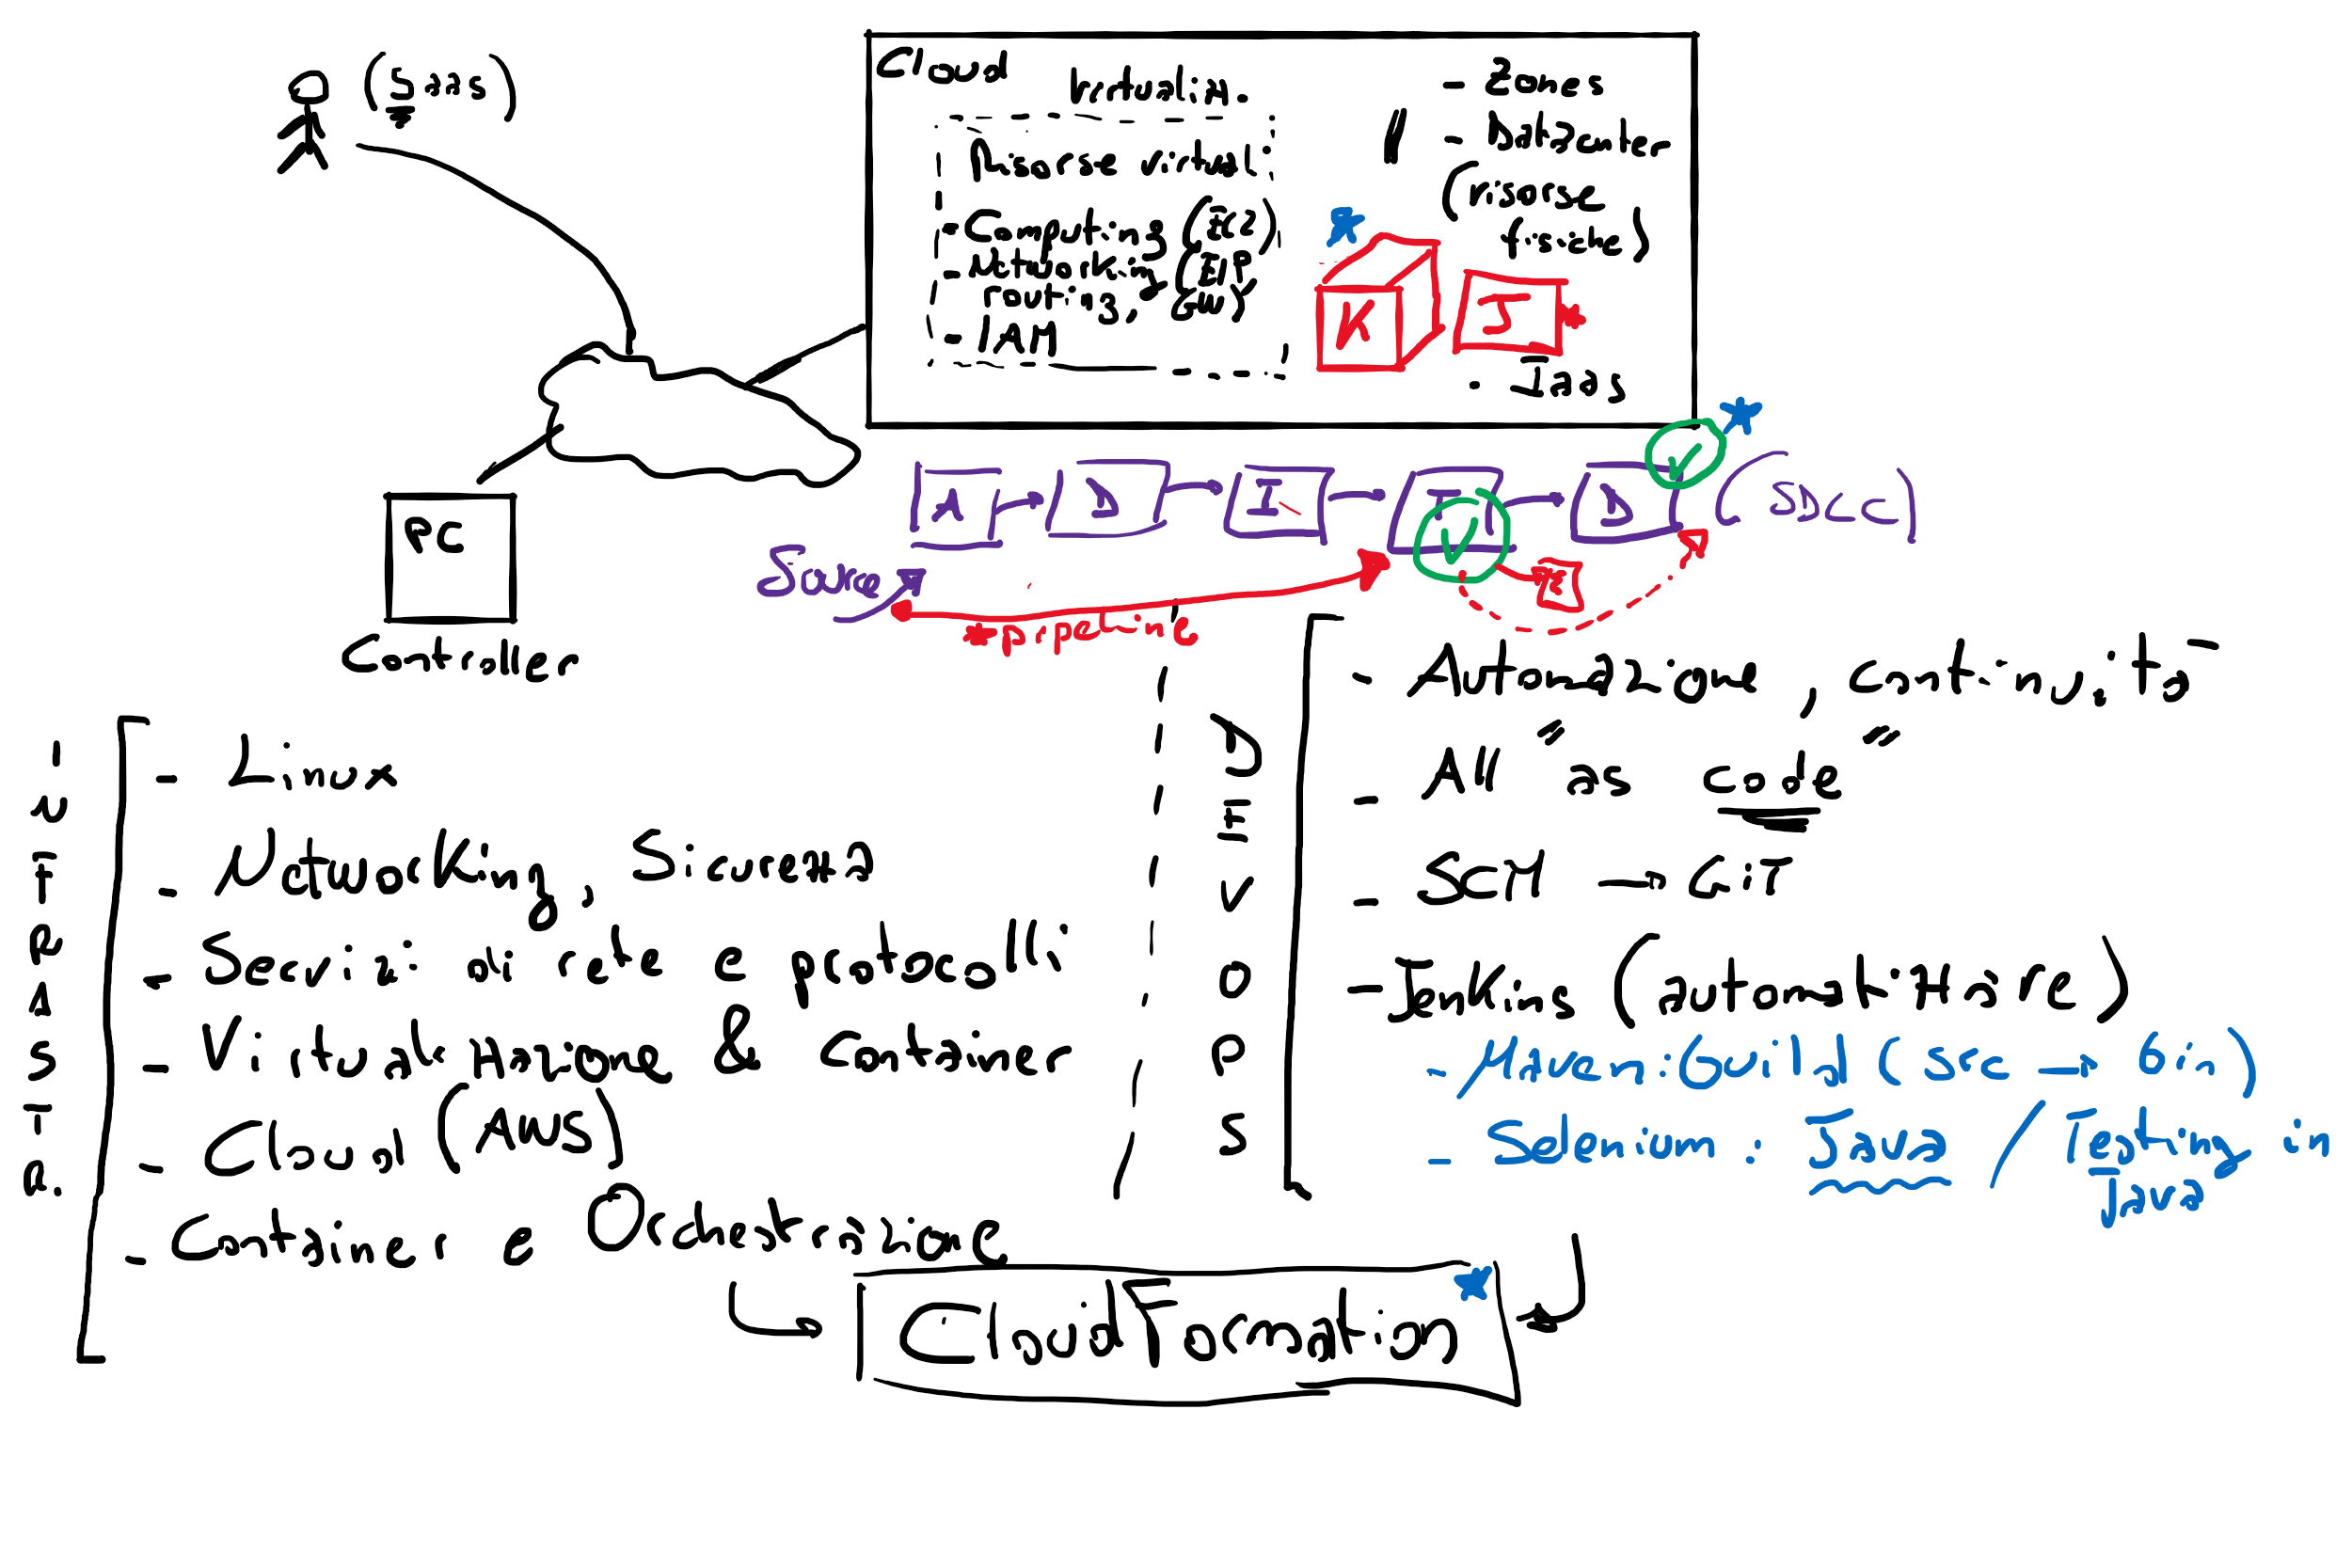 (SaaS)
Cloud
Virtualiz.
Risorse virtuali
- Computing (EC2)
- Networking (EIP
routing, GW)
- IAM
- Zones
- Datacenter
(risorse
fisiche)
K
J
- IaaS
PC
Controller
A
D
I
T
D
(SDLC)
Source
* pipeline
INFRASTR.
- Linux
- Networking, Sicurezza
- Servizi di rete e protocolli
- Virtualizzazione & Container
- Cloud (AWS)
- Container e Orchestrazione
DEVOPS
- Automazione, continuità
- All "as code"
- SCM → GiT
- Jenkins (automatizzare)
- Maven: build (src → bin)
- Selenium: Java / Testing in
Java
CloudFormation